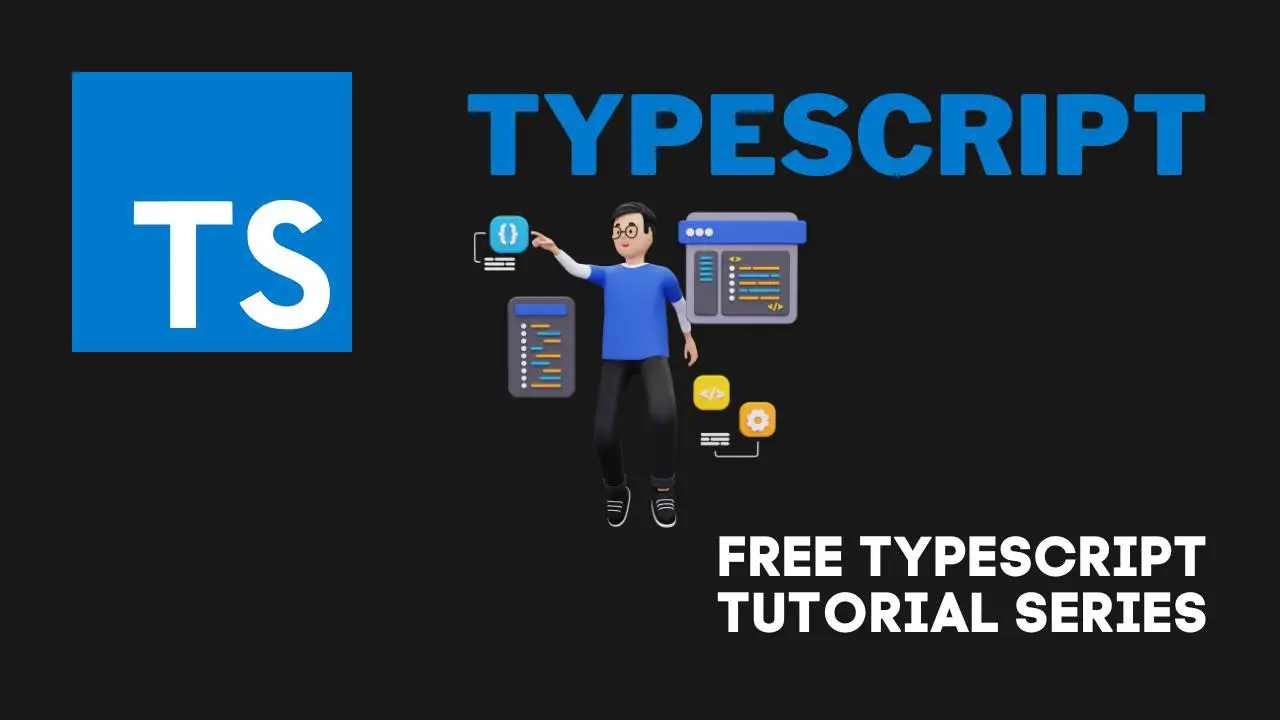 TS
TYPESCRIPT
{}
<>
</>
</>
FREE TYPESCRIPT
TUTORIAL SERIES